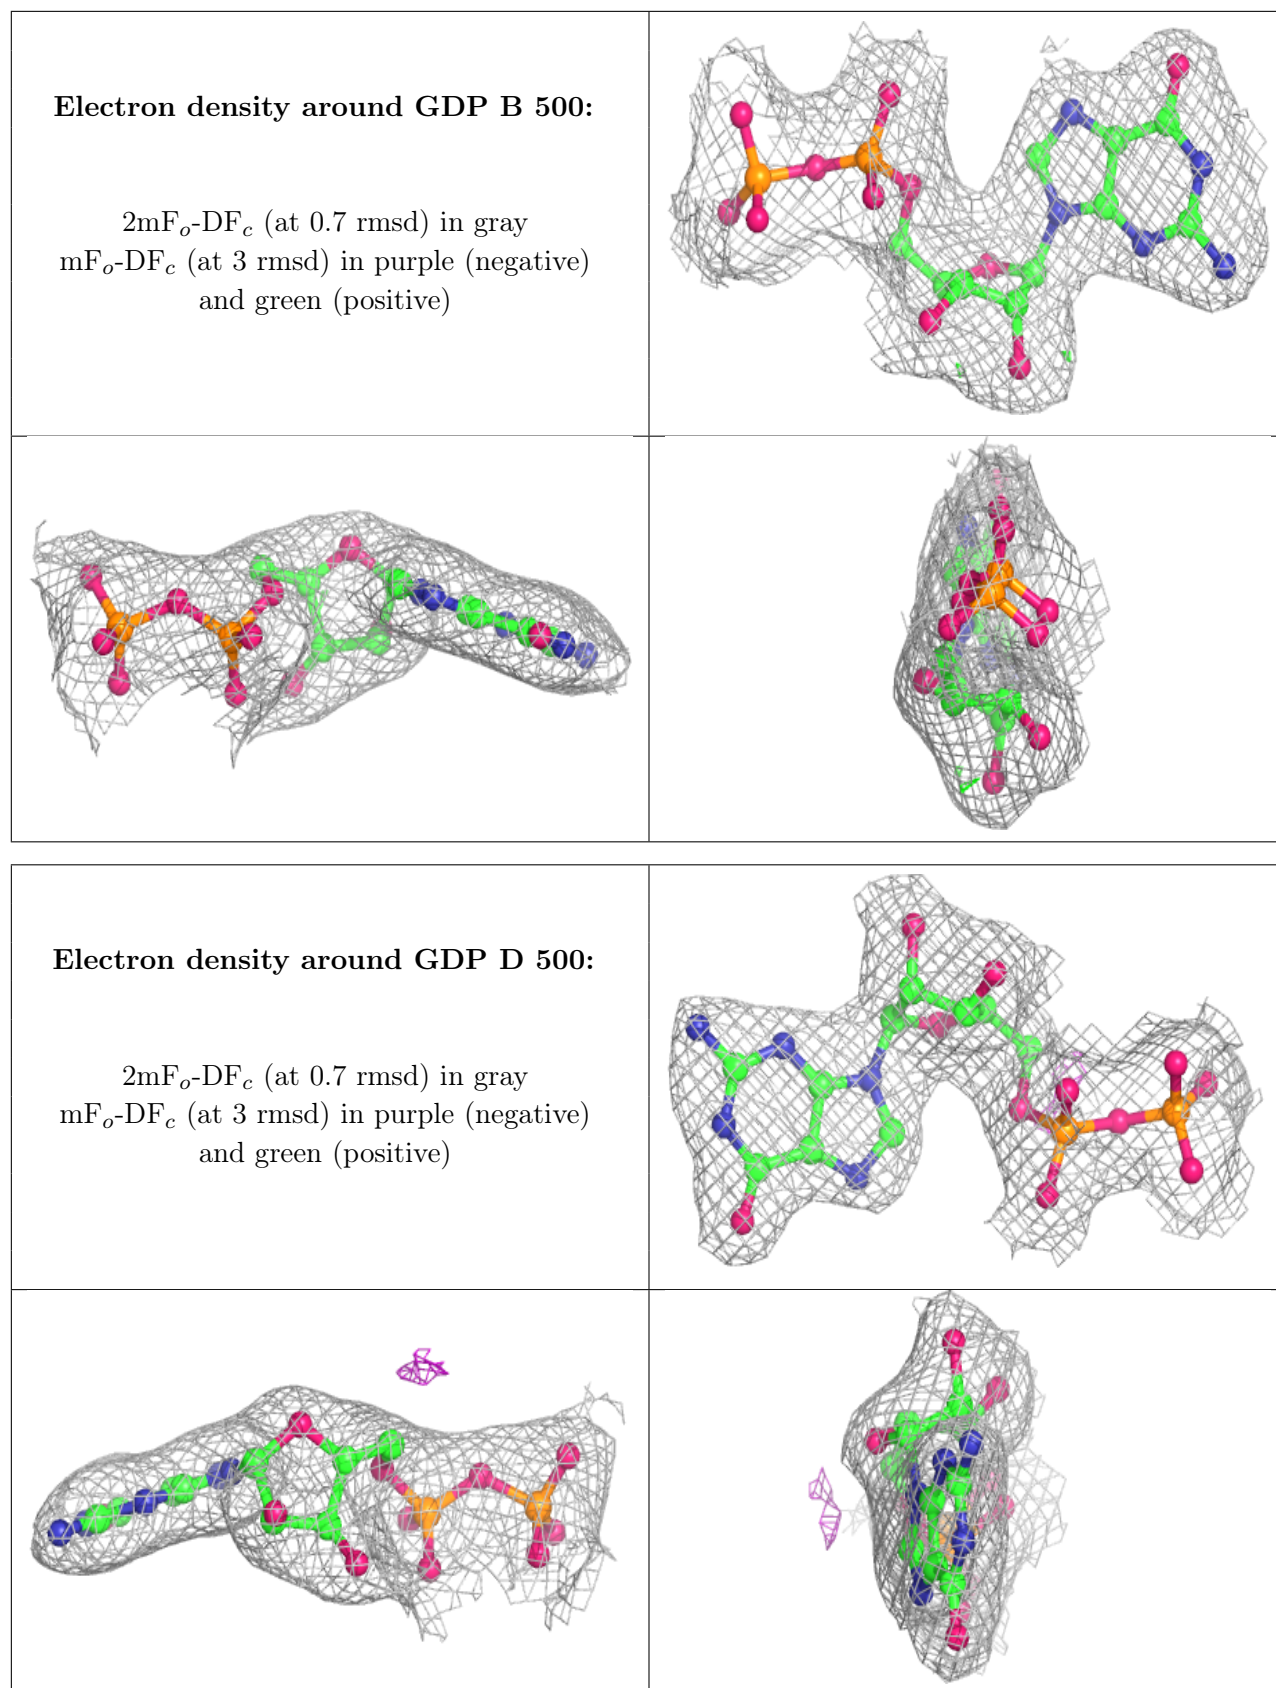 Electron density around GDP B 500:
2mFo-DFc (at 0.7 rmsd) in gray
mFo-DFc (at 3 rmsd) in purple (negative)
and green (positive)
Electron density around GDP D 500:
2mFo-DFc (at 0.7 rmsd) in gray
mFo-DFc (at 3 rmsd) in purple (negative)
and green (positive)